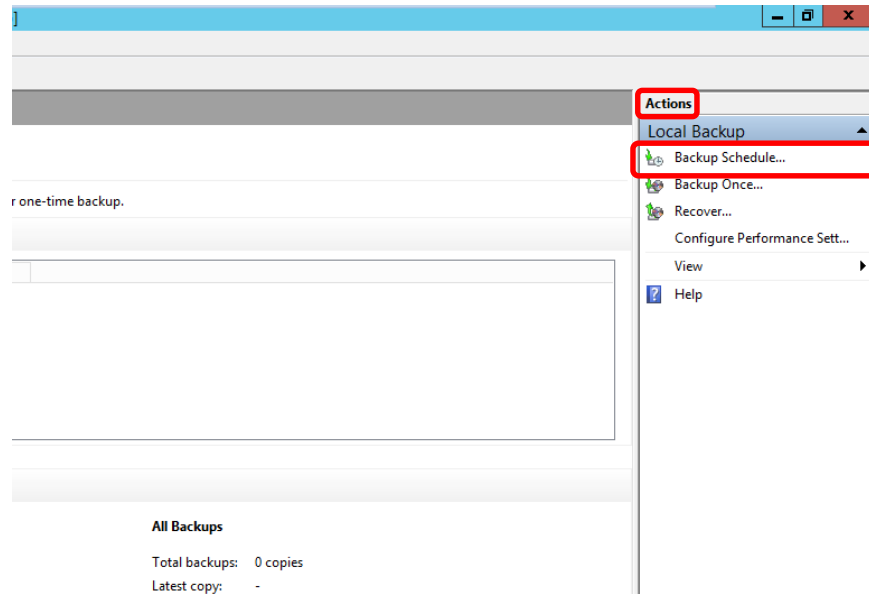 ]
Actions
Local Backup
Backup Schedule...
r one-time backup.
Backup Once...
Recover...
Configure Performance Sett...
View
Help
All Backups
Total backups: 0 copies
Latest copy: -